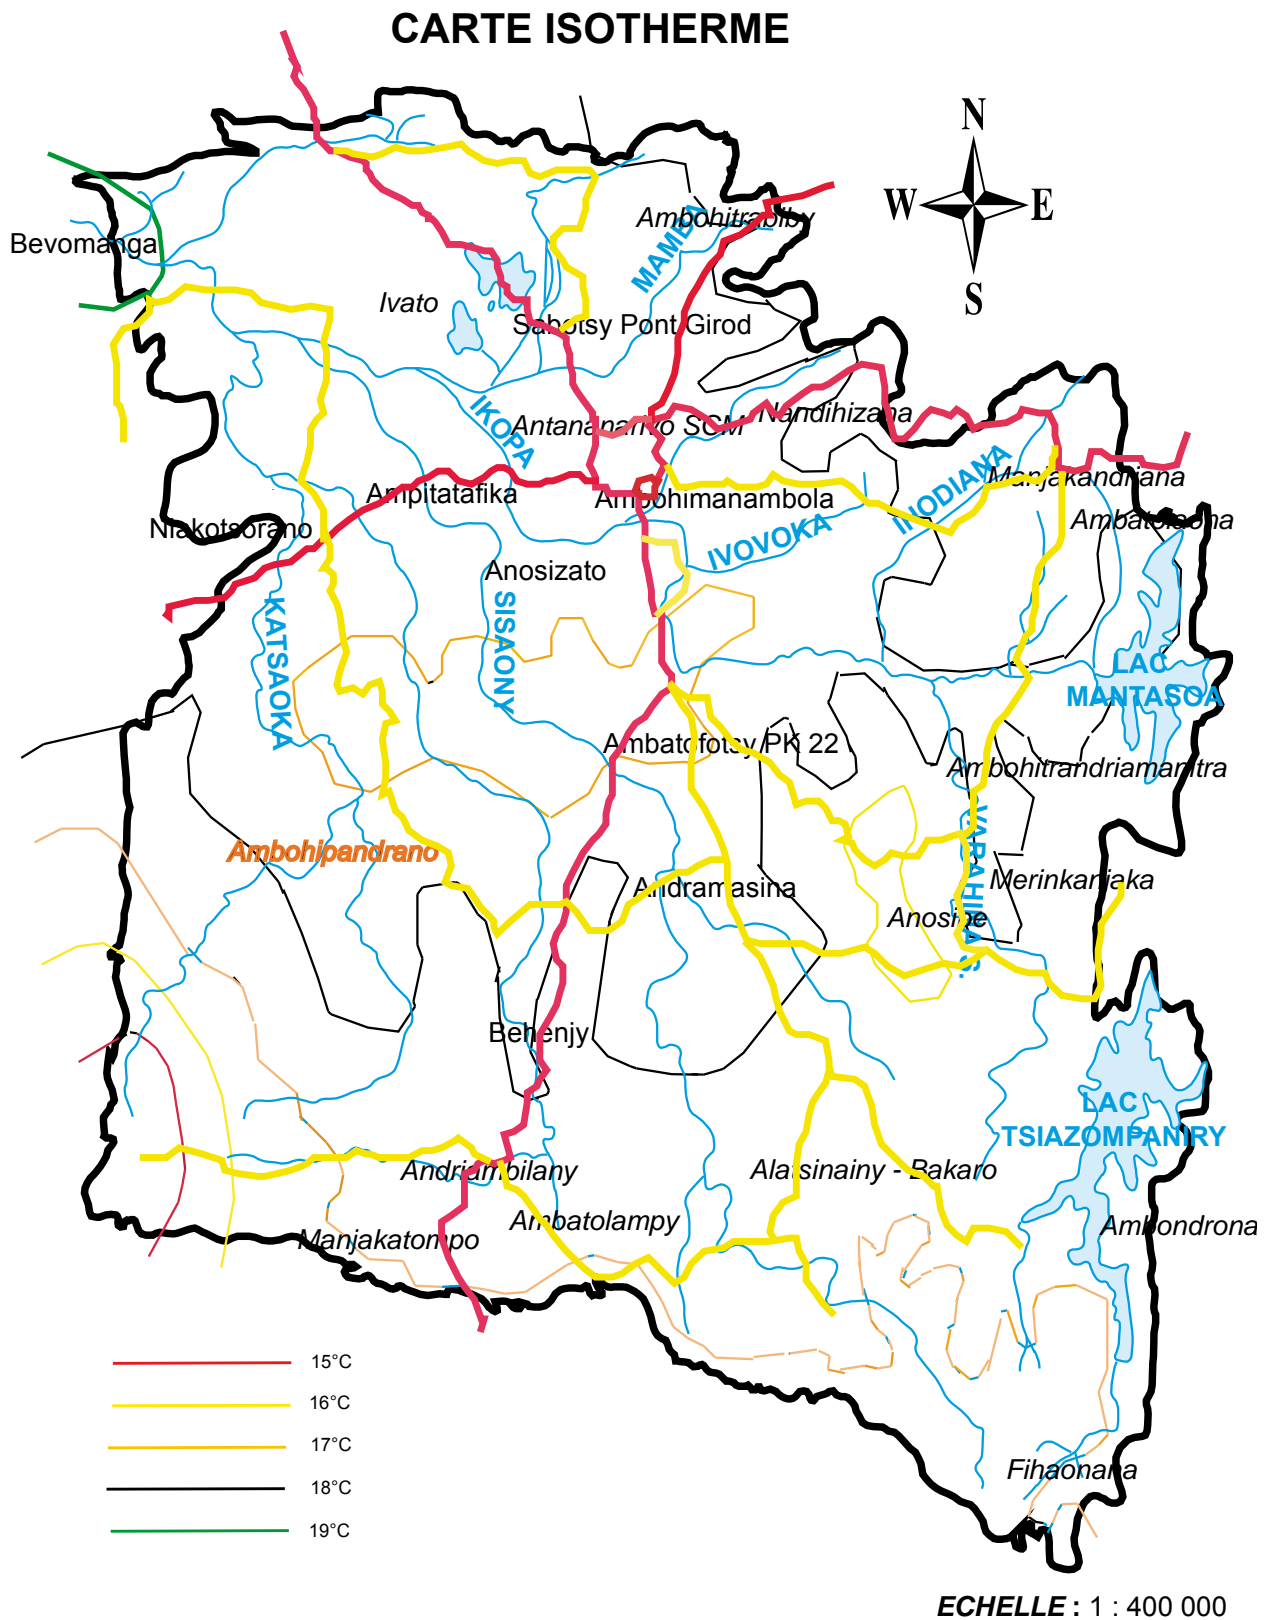 CARTE ISOTHERME
N
W
E
S
Ambohitrabiby
MAMBA
Bevomanga
Ivato
Sabotsy Pont Girod
IKOPA
Antananarivo SCM
Nandihizana
Manjakandriana
Ampitatafika
Ambohimanambola
INODIANA
Ambatolaona
Niakotsorano
IVOVOKA
Anosizato
KATSAOKA
SISAONY
LAC
MANTASOA
Ambatofotsy PK 22
Ambohitrandriamanitra
VARAHINA S.
Ambohipandrano
Andramasina
Merinkanjaka
Anosibe
Behenjy
LAC
TSIAZOMPANIRY
Andriambilany
Alatsinainy - Bakaro
Ambatolampy
Ambondrona
Manjakatompo
15°C
16°C
17°C
18°C
19°C
Fihaonana
ECHELLE : 1 : 400 000